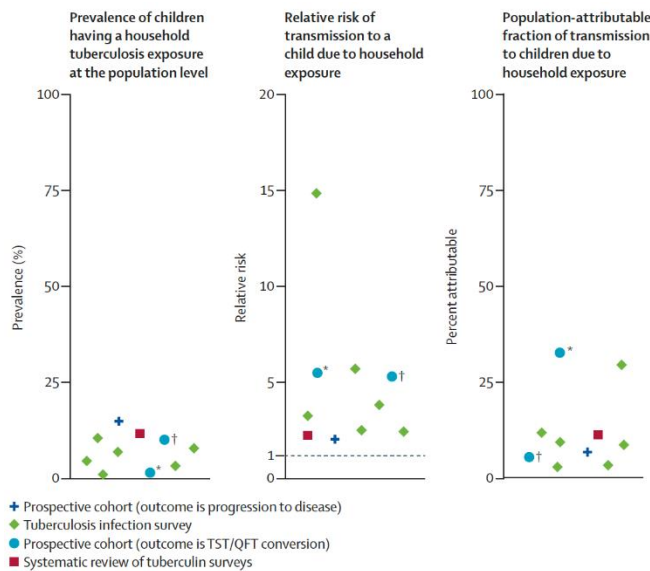 Prevalence of children
having a household
tuberculosis exposure
at the population level
100
75
50
25
0
Prevalence (%)
*
†
Relative risk of
transmission to a
child due to household
exposure
20
15
10
5
1
0
Relative risk
*
†
Population-attributable
fraction of transmission
to children due to
household exposure
100
75
50
25
0
Percent attributable
*
†
Prospective cohort (outcome is progression to disease)
Tuberculosis infection survey
Prospective cohort (outcome is TST/QFT conversion)
Systematic review of tuberculin surveys